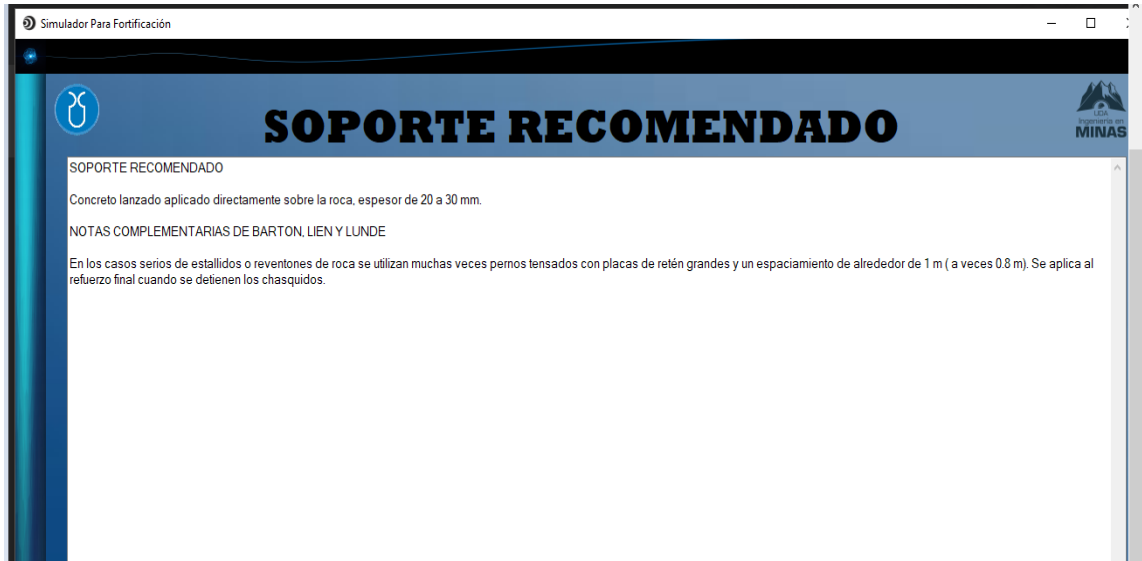 Simulador Para Fortificación
SOPORTE RECOMENDADO
UDA
Ingeniería en
MINAS
SOPORTE RECOMENDADO
Concreto lanzado aplicado directamente sobre la roca, espesor de 20 a 30 mm.
NOTAS COMPLEMENTARIAS DE BARTON, LIEN Y LUNDE
En los casos serios de estallidos o reventones de roca se utilizan muchas veces pernos tensados con placas de retén grandes y un espaciamiento de alrededor de 1 m ( a veces 0.8 m). Se aplica al
refuerzo final cuando se detienen los chasquidos.